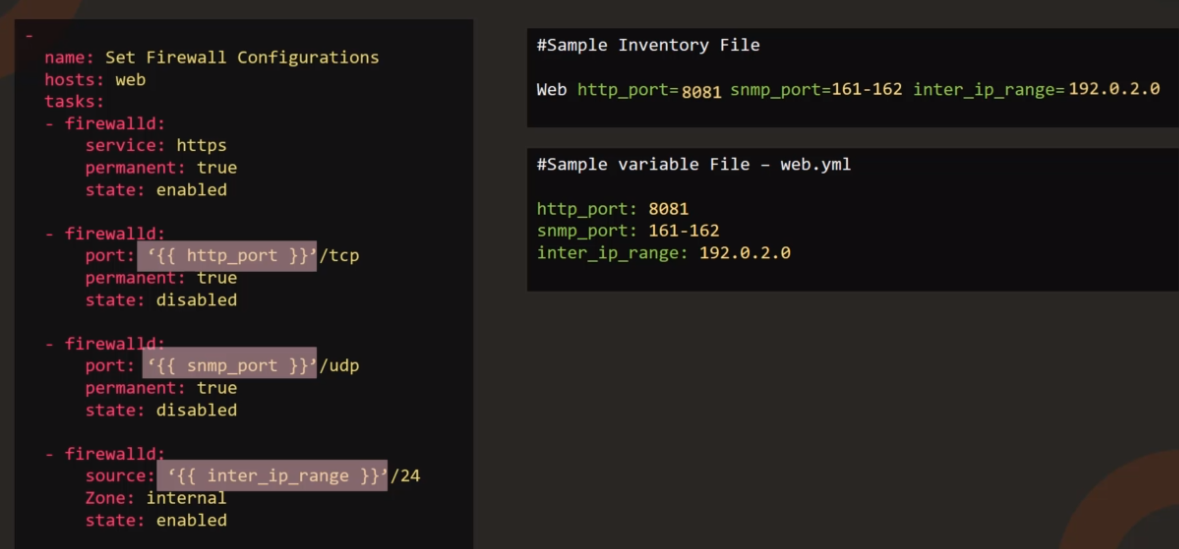 -
name: Set Firewall Configurations
hosts: web
tasks:
- firewalld:
service: https
permanent: true
state: enabled
- firewalld:
port: ‘{{ http_port }}’/tcp
permanent: true
state: disabled
- firewalld:
port: ‘{{ snmp_port }}’/udp
permanent: true
state: disabled
- firewalld:
source: ‘{{ inter_ip_range }}’/24
Zone: internal
state: enabled
#Sample Inventory File
Web http_port=8081 snmp_port=161-162 inter_ip_range=192.0.2.0
#Sample variable File – web.yml
http_port: 8081
snmp_port: 161-162
inter_ip_range: 192.0.2.0